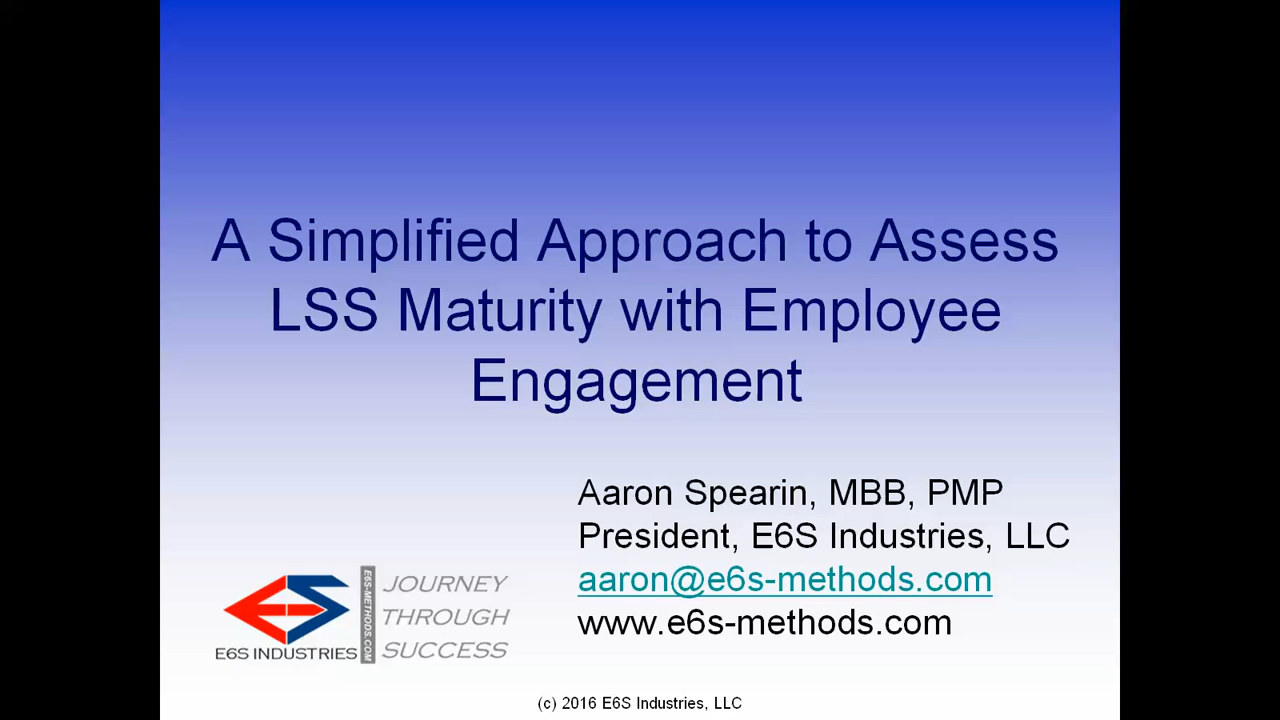 A Simplified Approach to Assess
LSS Maturity with Employee
Engagement
Aaron Spearin, MBB, PMP
President, E6S Industries, LLC
aaron@e6s-methods.com
www.e6s-methods.com
E6S INDUSTRIES
E6S-METHODS.COM
JOURNEY
THROUGH
SUCCESS
(c) 2016 E6S Industries, LLC